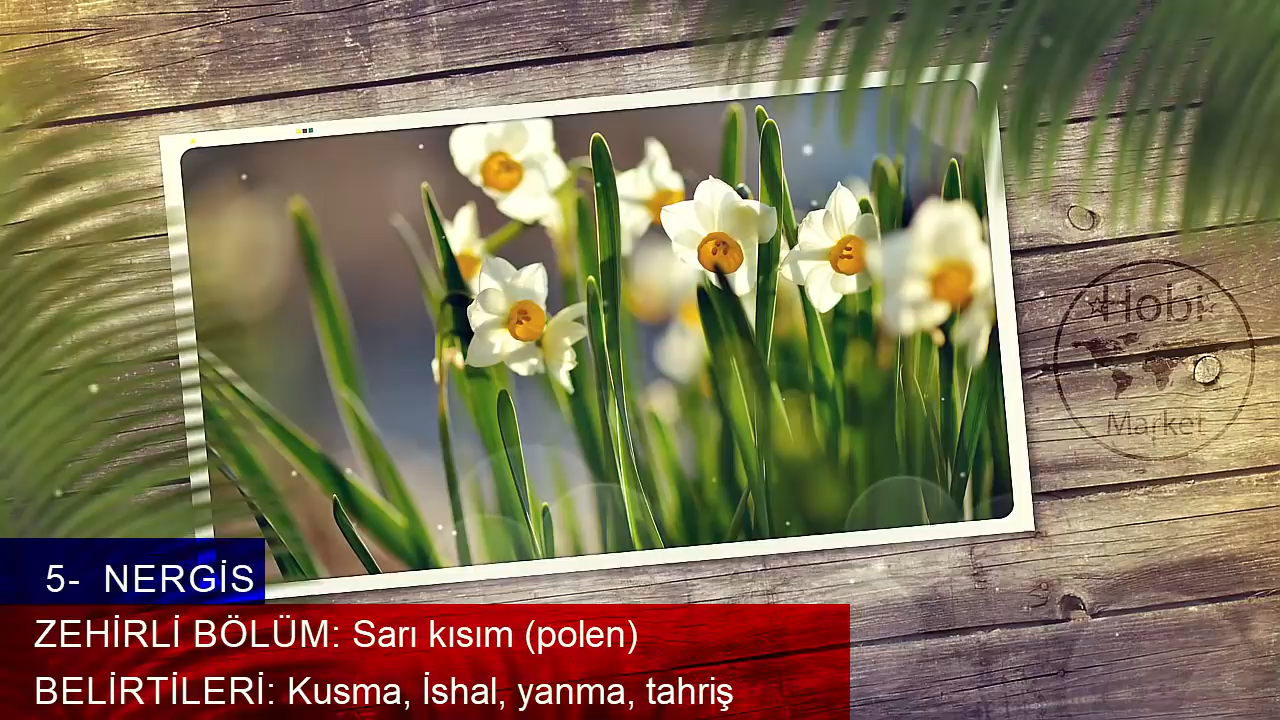 Hobi
Market
5- NERGİS
ZEHİRLİ BÖLÜM: Sarı kısım (polen)
BELİRTİLERİ: Kusma, İshal, yanma, tahriş